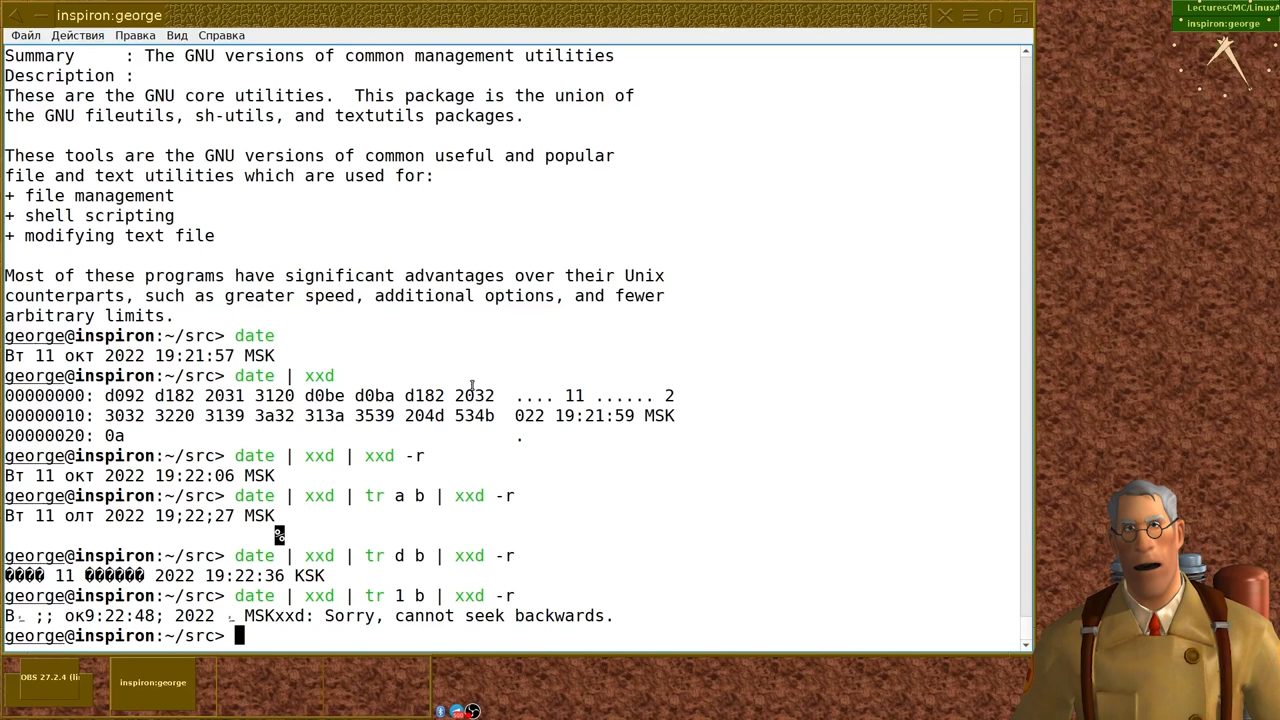 LecturesCMC/LinuxA
inspiron:george
inspiron:george
Файл Действия Правка Вид Справка
Summary     : The GNU versions of common management utilities
Description :
These are the GNU core utilities.  This package is the union of
the GNU fileutils, sh-utils, and textutils packages.
These tools are the GNU versions of common useful and popular
file and text utilities which are used for:
+ file management
+ shell scripting
+ modifying text file
Most of these programs have significant advantages over their Unix
counterparts, such as greater speed, additional options, and fewer
arbitrary limits.
george@inspiron:~/src> date
Вт 11 окт 2022 19:21:57 MSK
george@inspiron:~/src> date | xxd
00000000: d092 d182 2031 3120 d0be d0ba d182 2032  .... 11 ...... 2
00000010: 3032 3220 3139 3a32 313a 3539 204d 534b  022 19:21:59 MSK
00000020: 0a                                       .
george@inspiron:~/src> date | xxd | xxd -r
Вт 11 окт 2022 19:22:06 MSK
george@inspiron:~/src> date | xxd | tr a b | xxd -r
Вт 11 олт 2022 19;22;27 MSK
%
george@inspiron:~/src> date | xxd | tr d b | xxd -r
���� 11 ������ 2022 19:22:36 KSK
george@inspiron:~/src> date | xxd | tr 1 b | xxd -r
В ;; ок9:22:48; 2022 MSKxxd: Sorry, cannot seek backwards.
george@inspiron:~/src>
OBS 27.2.4 (li
inspiron:george